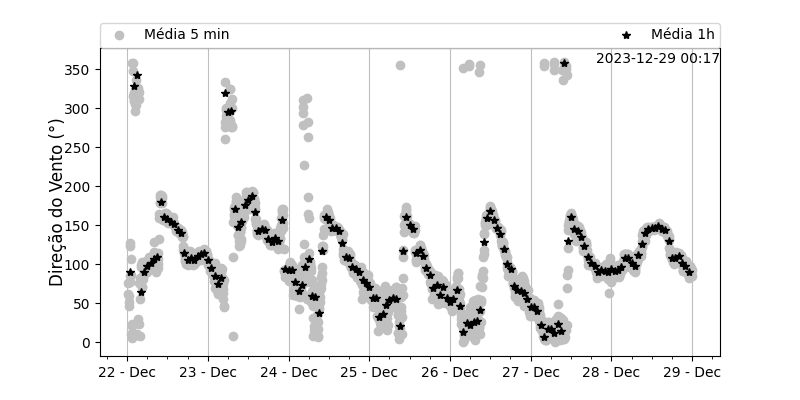 Média 5 min
Média 1h
2023-12-29 00:17
Direção do Vento (°)
350
300
250
200
150
100
50
0
22 - Dec
23 - Dec
24 - Dec
25 - Dec
26 - Dec
27 - Dec
28 - Dec
29 - Dec